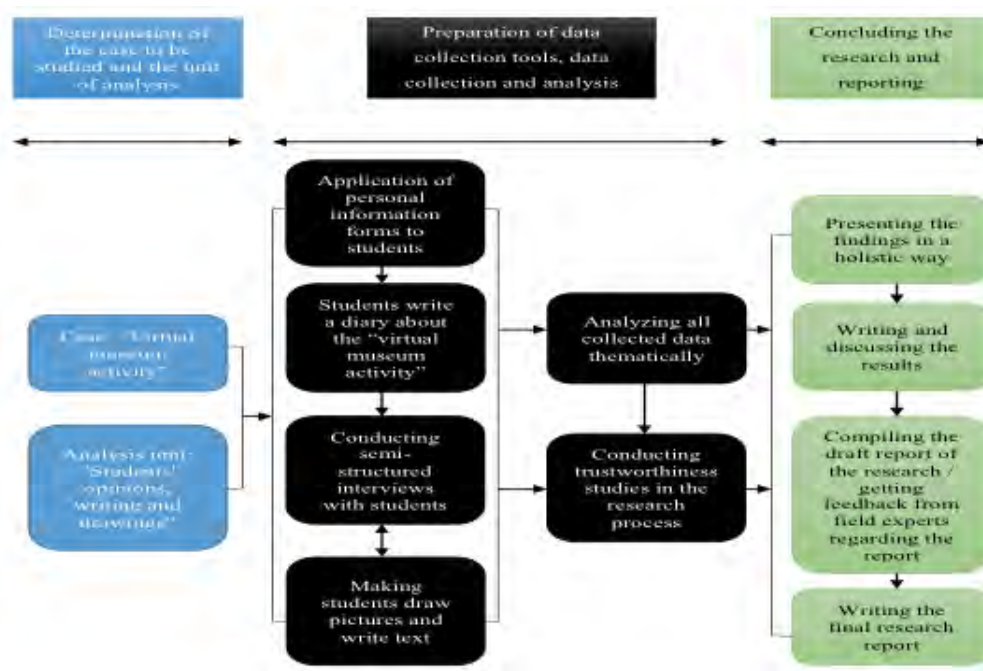 Determination of
the case to be
studied and the unit
of analysis
Preparation of data
collection tools, data
collection and analysis
Concluding the
research and
reporting
Case: "Virtual
museum
activity"
Analysis unit:
"Students'
opinions,
writing and
drawings"
Application of
personal
information
forms to
students
Students write
a diary about
the "virtual
museum
activity"
Conducting
semi-
structured
interviews
with students
Making
students draw
pictures and
write text
Analyzing all
collected data
thematically
Conducting
trustworthiness
studies in the
research
process
Presenting the
findings in a
holistic way
Writing and
discussing the
results
Compiling the
draft report of
the research /
getting
feedback from
field experts
regarding the
report
Writing the
final research
report